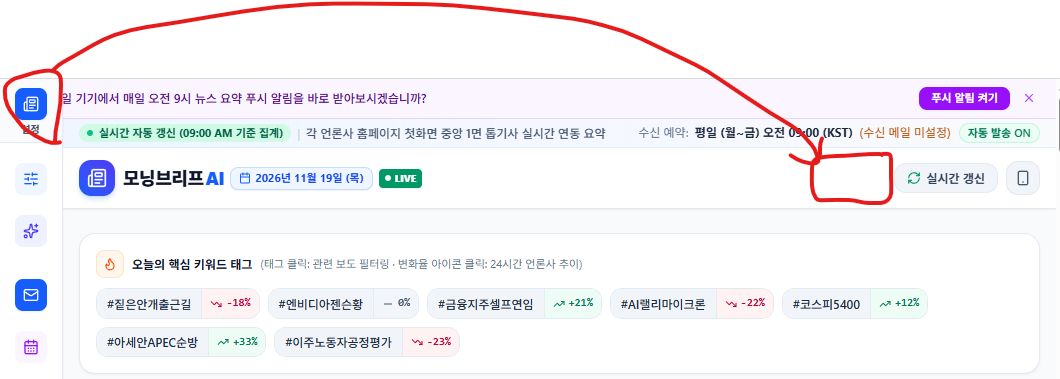 일 기기에서 매일 오전 9시 뉴스 요약 푸시 알림을 바로 받아보시겠습니까?
푸시 알림 켜기
설정
실시간 자동 갱신 (09:00 AM 기준 집계)
각 언론사 홈페이지 첫화면 중앙 1면 톱기사 실시간 연동 요약
수신 예약: 평일 (월~금) 오전 09:00 (KST) (수신 메일 미설정)
자동 발송 ON
모닝브리프AI
2026년 11월 19일 (목)
LIVE
실시간 갱신
오늘의 핵심 키워드 태그 (태그 클릭: 관련 보도 필터링 · 변화율 아이콘 클릭: 24시간 언론사 추이)
#짙은안개출근길 -18%
#엔비디아젠슨황 0%
#금융지주셀프연임 +21%
#AI랠리마이크론 -22%
#코스피5400 +12%
#아세안APEC순방 +33%
#이주노동자공정평가 -23%